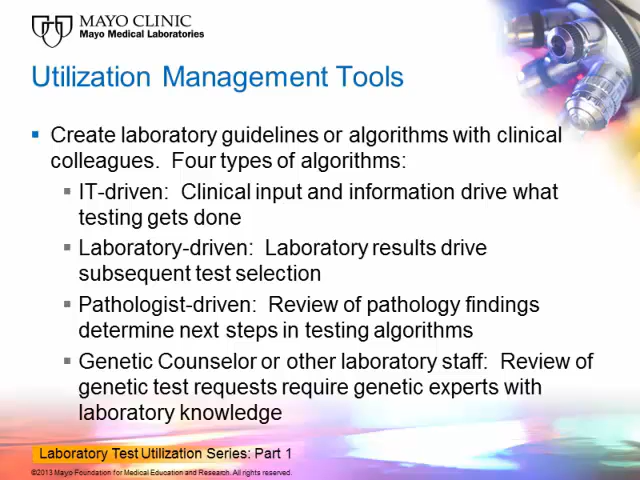 MAYO CLINIC
Mayo Medical Laboratories
Utilization Management Tools
Create laboratory guidelines or algorithms with clinical
colleagues.  Four types of algorithms:
IT-driven:  Clinical input and information drive what
testing gets done
Laboratory-driven:  Laboratory results drive
subsequent test selection
Pathologist-driven:  Review of pathology findings
determine next steps in testing algorithms
Genetic Counselor or other laboratory staff:  Review of
genetic test requests require genetic experts with
laboratory knowledge
Laboratory Test Utilization Series: Part 1
©2013 Mayo Foundation for Medical Education and Research. All rights reserved.